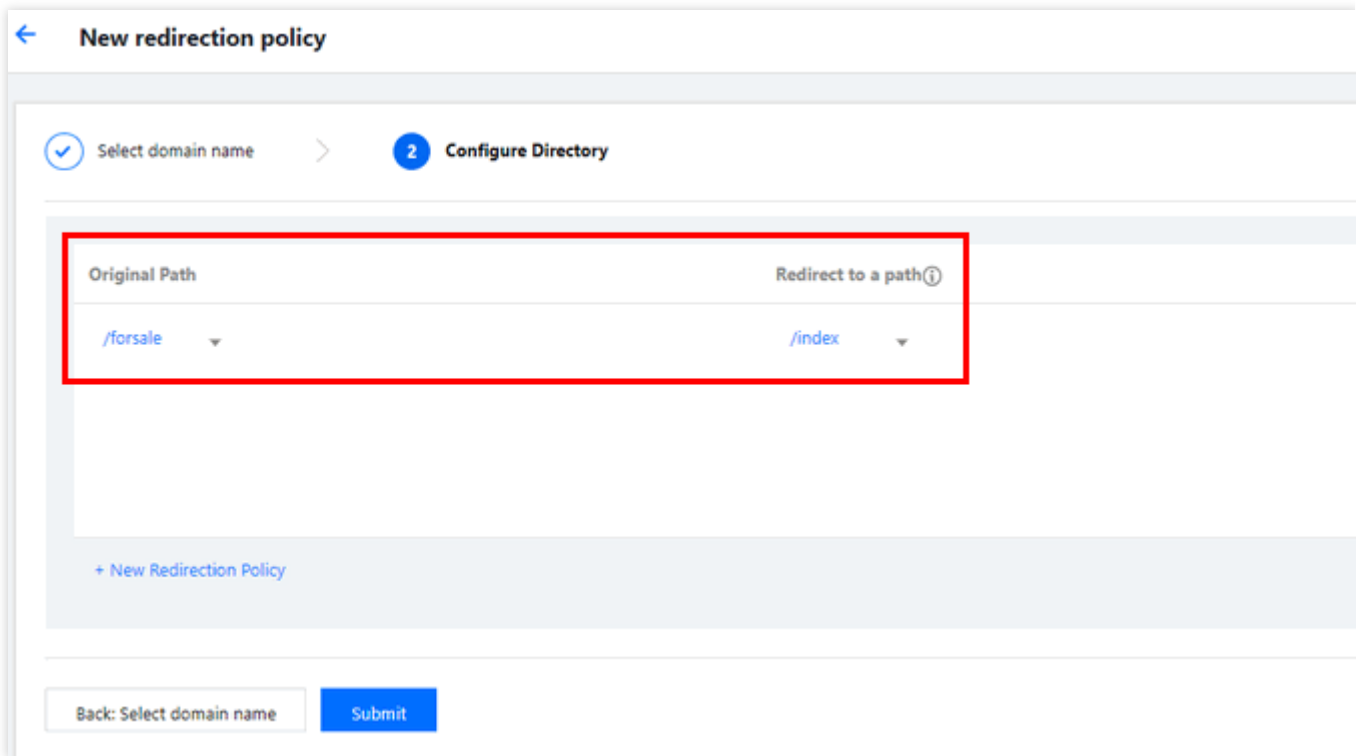 New redirection policy
Select domain name
2 Configure Directory
Original Path Redirect to a path
/forsale /index
+ New Redirection Policy
Back: Select domain name Submit